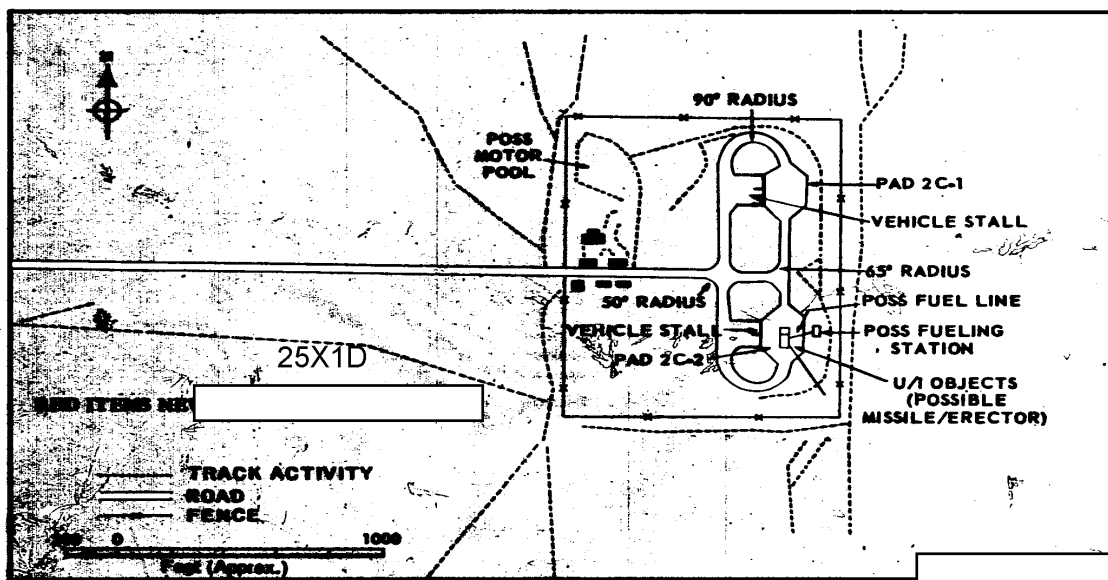 N
90° RADIUS
POSS
MOTOR
POOL
PAD 2C-1
VEHICLE STALL
65° RADIUS
50° RADIUS
POSS FUEL LINE
VEHICLE STALL
POSS FUELING
STATION
PAD 2C-2
25X1D
U/I OBJECTS
(POSSIBLE
MISSILE/ERECTOR)
RED ITEMS
TRACK ACTIVITY
ROAD
FENCE
0 1000
Feet (Approx.)